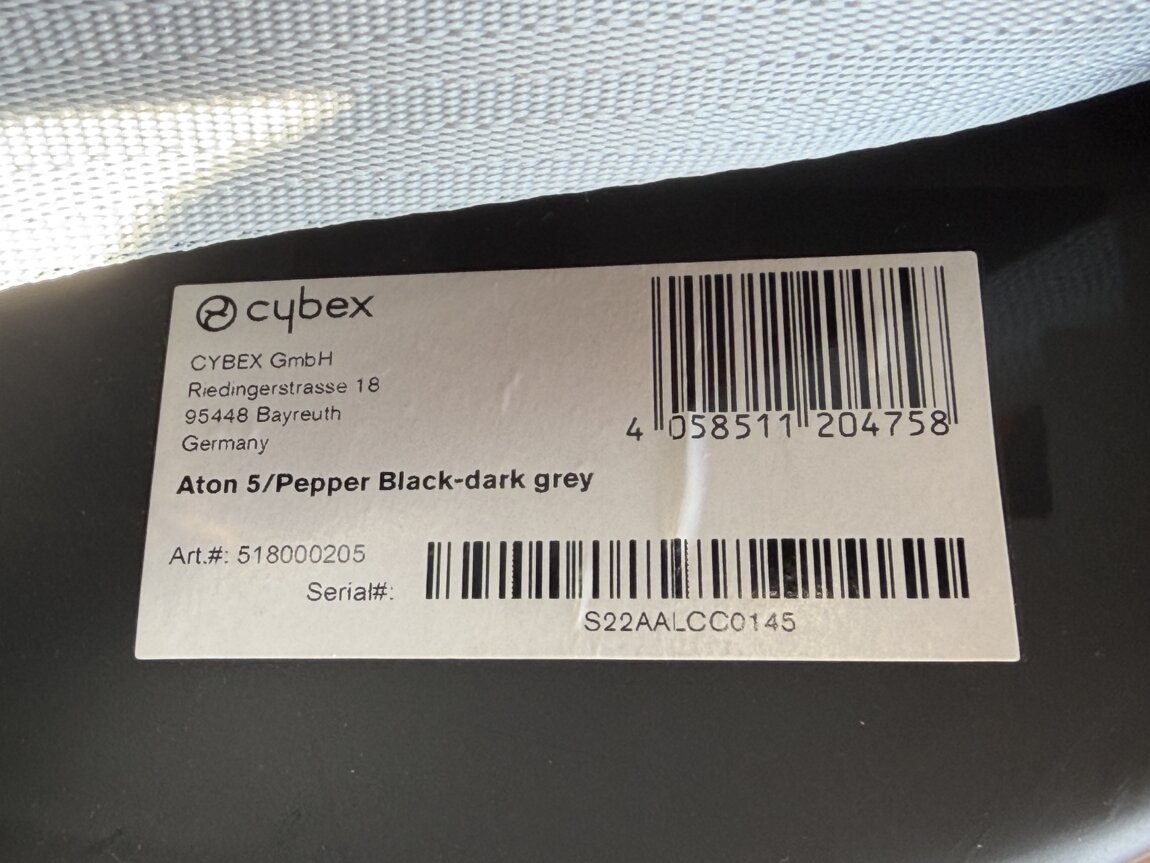 cybex
CYBEX GmbH
Riedingerstrasse 18
95448 Bayreuth
Germany
4 058511 204758
Aton 5/Pepper Black-dark grey
Art.#: 518000205
Serial#:
S22AALCC0145